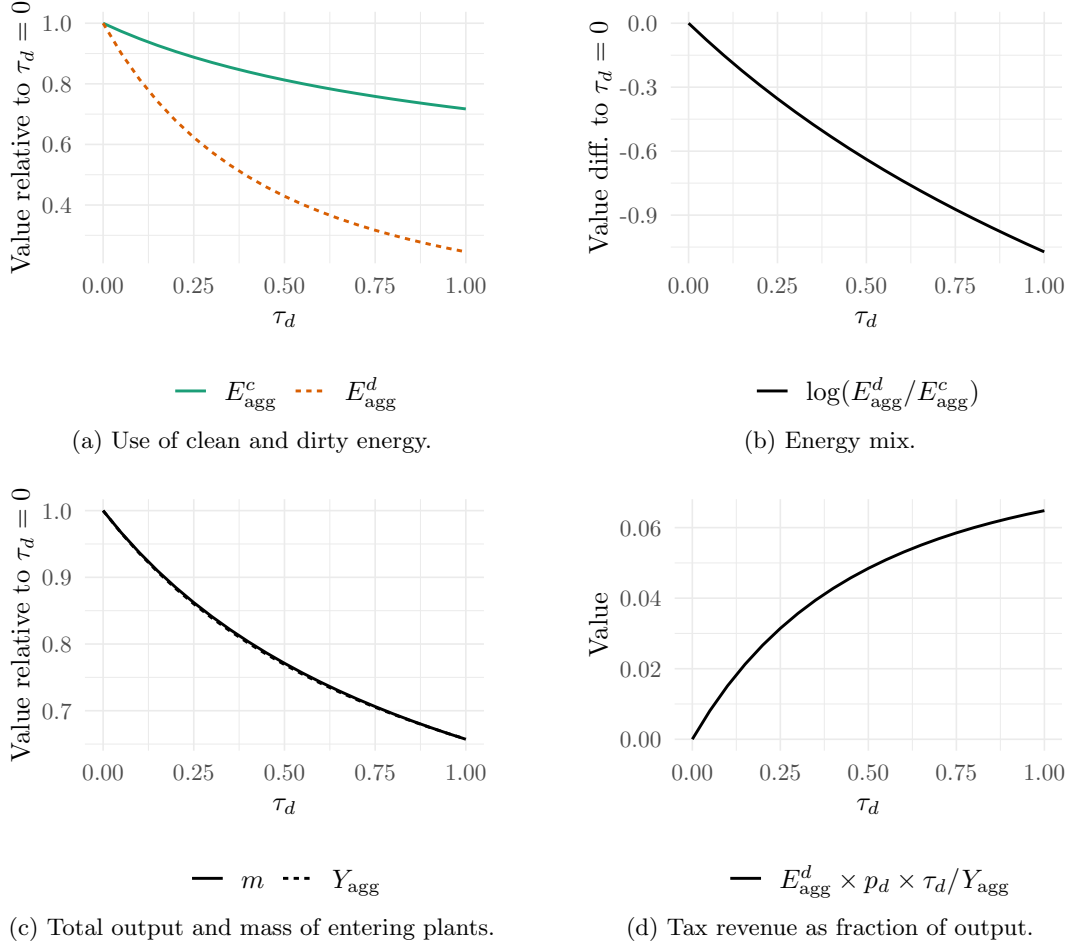 Value relative to τ_d = 0
1.0
0.8
0.6
0.4
0.00 0.25 0.50 0.75 1.00
τ_d
E^c_agg E^d_agg
(a) Use of clean and dirty energy.
Value diff. to τ_d = 0
0.0
-0.3
-0.6
-0.9
0.00 0.25 0.50 0.75 1.00
τ_d
log(E^d_agg/E^c_agg)
(b) Energy mix.
Value relative to τ_d = 0
1.0
0.9
0.8
0.7
0.00 0.25 0.50 0.75 1.00
τ_d
m Y_agg
(c) Total output and mass of entering plants.
Value
0.06
0.04
0.02
0.00
0.00 0.25 0.50 0.75 1.00
τ_d
E^d_agg × p_d × τ_d/Y_agg
(d) Tax revenue as fraction of output.